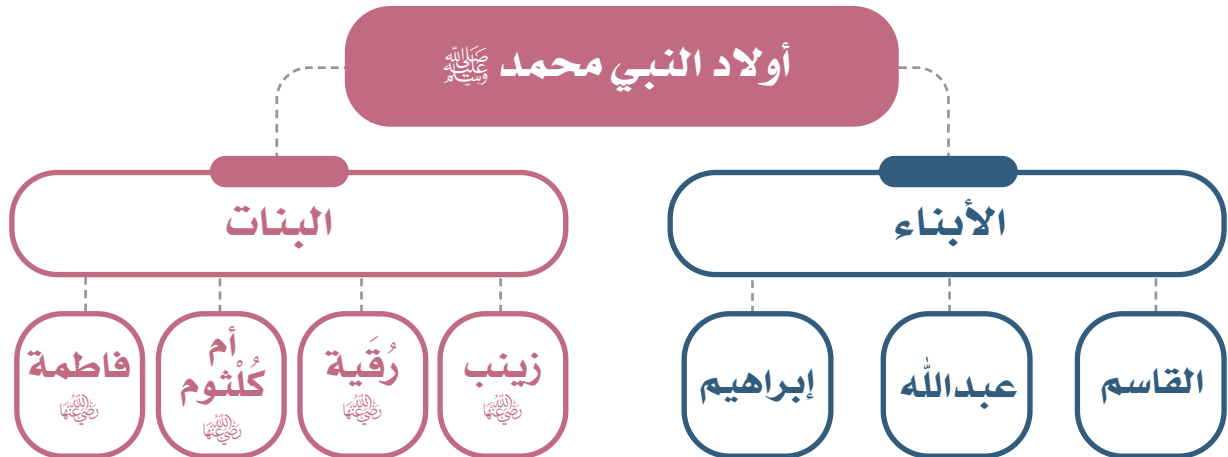 أولاد النبي محمد ﷺ
الأبناء
القاسم
عبدالله
إبراهيم
البنات
زينب
رضي الله عنها
رُقَية
رضي الله عنها
أم
كُلْثوم
رضي الله عنها
فاطمة
رضي الله عنها